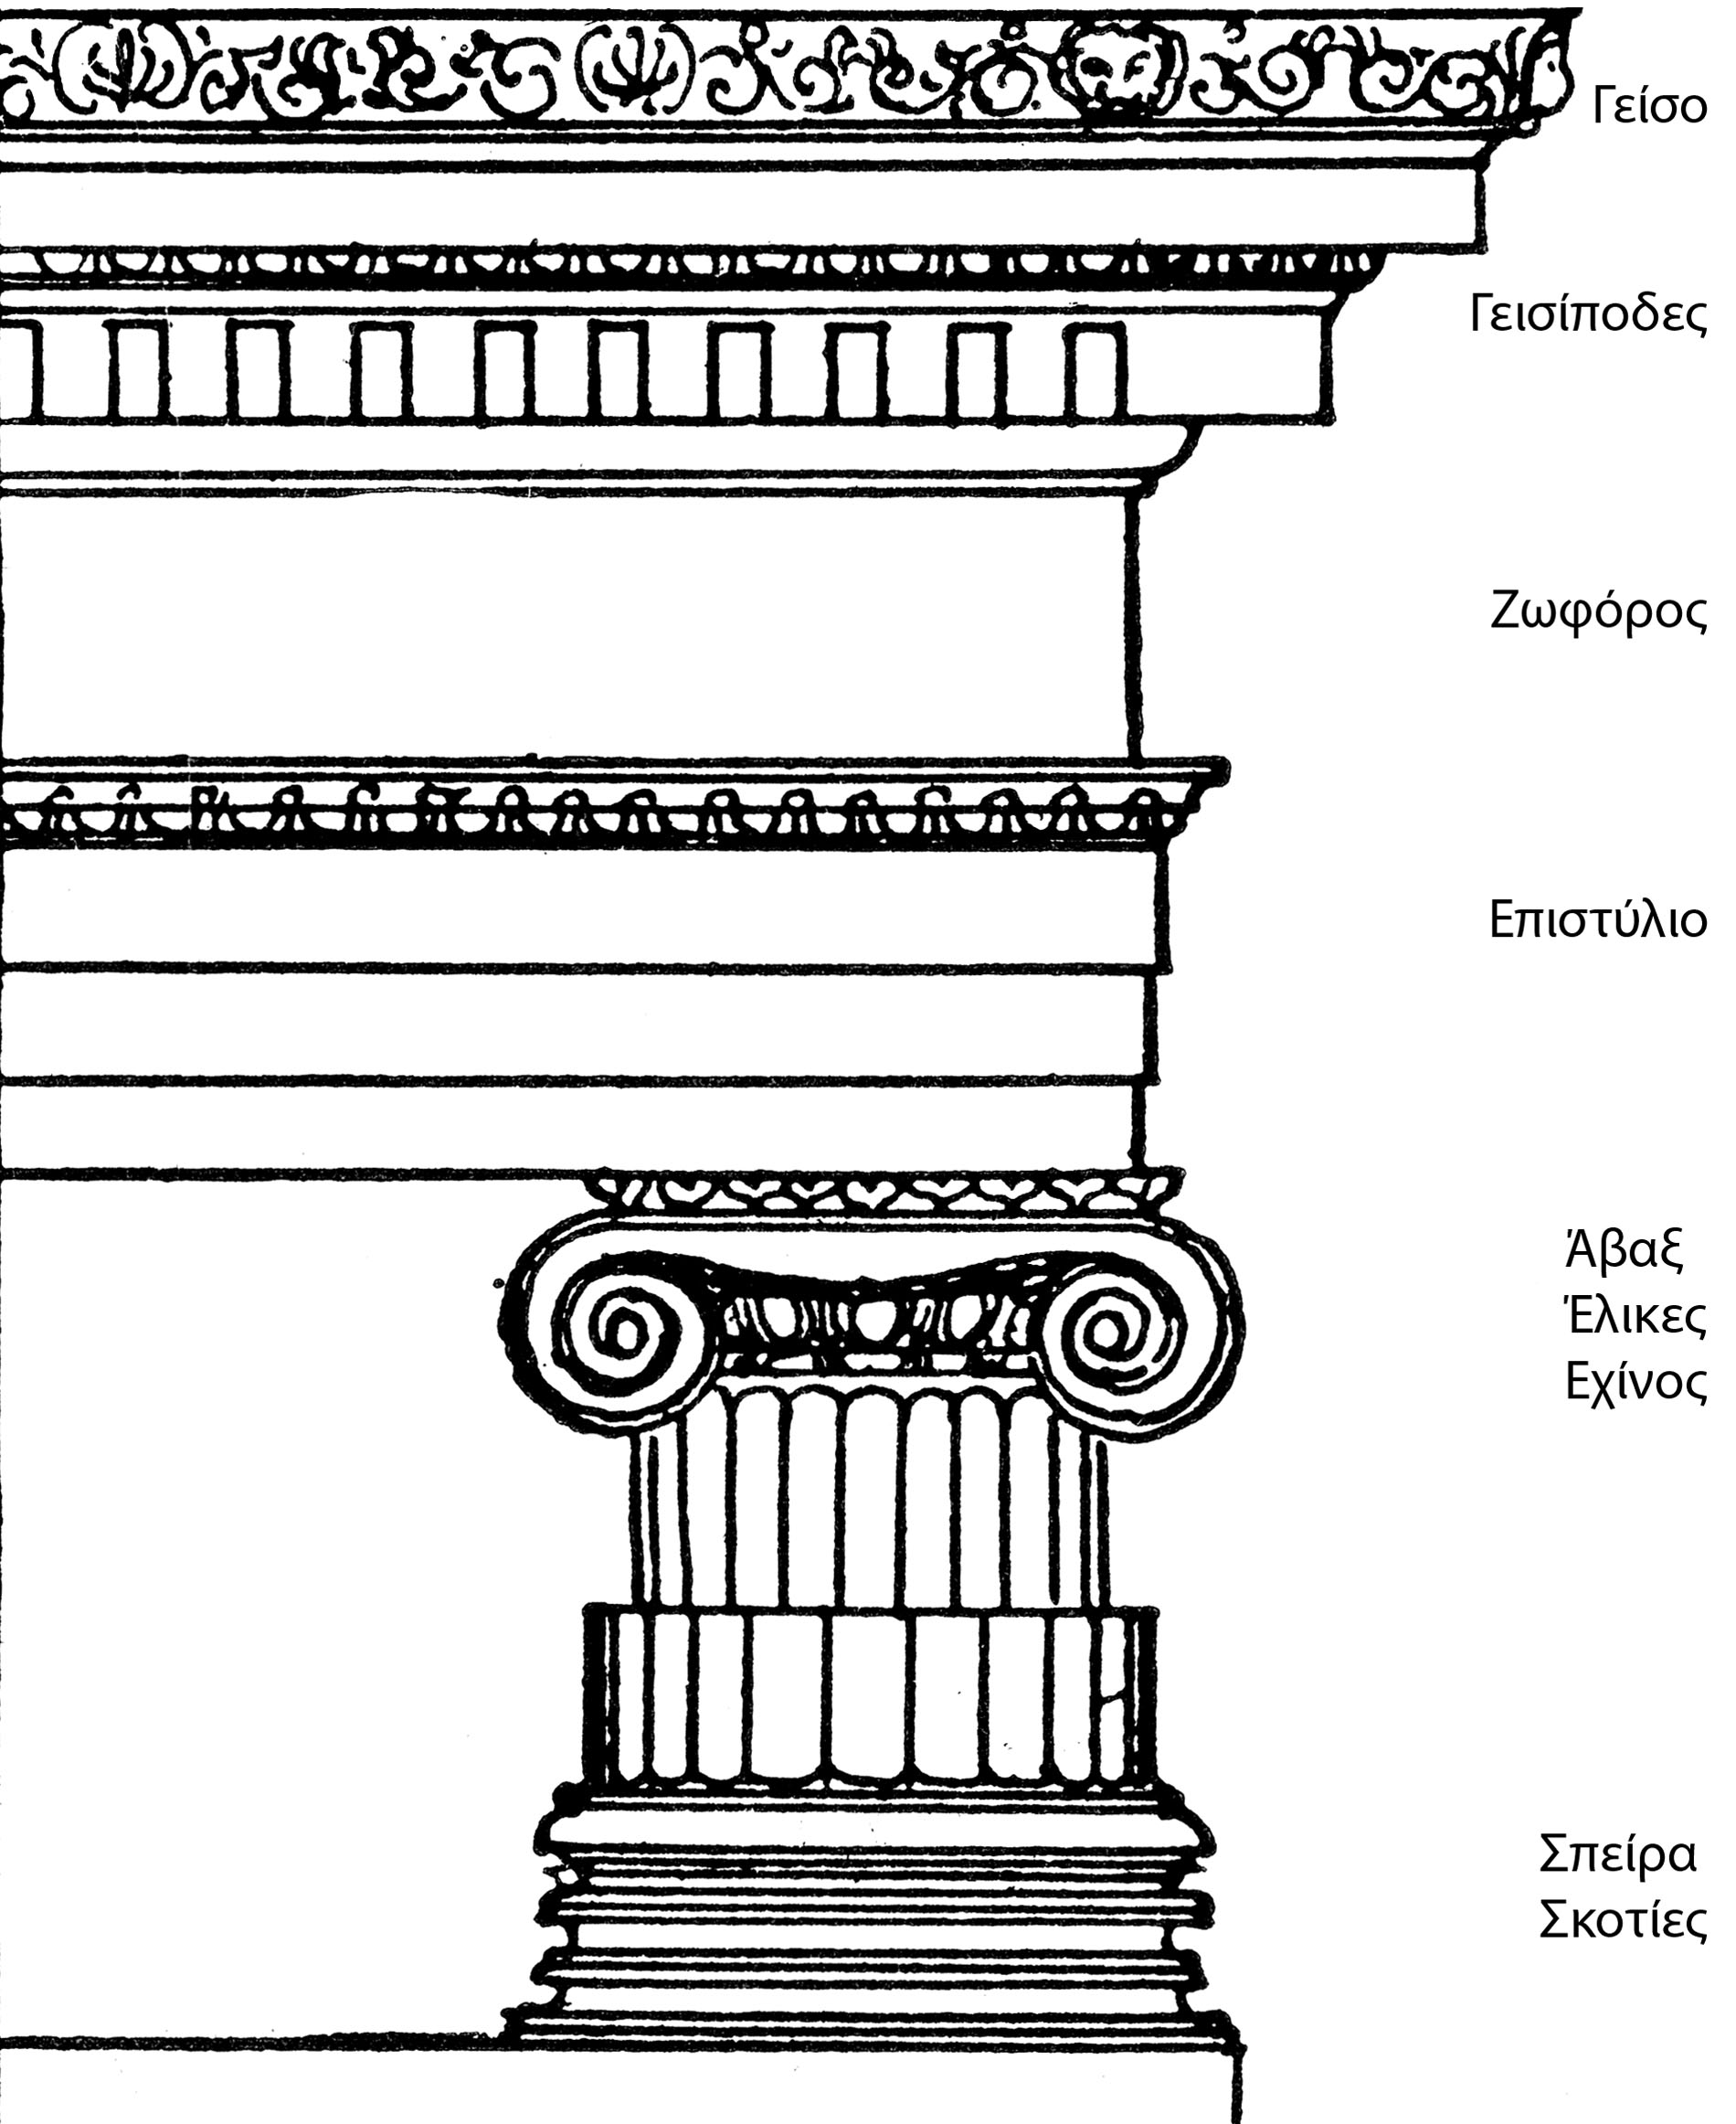 Γείσο
Γεισίποδες
Ζωφόρος
Επιστύλιο
Άβαξ
Έλικες
Εχίνος
Σπείρα
Σκοτίες